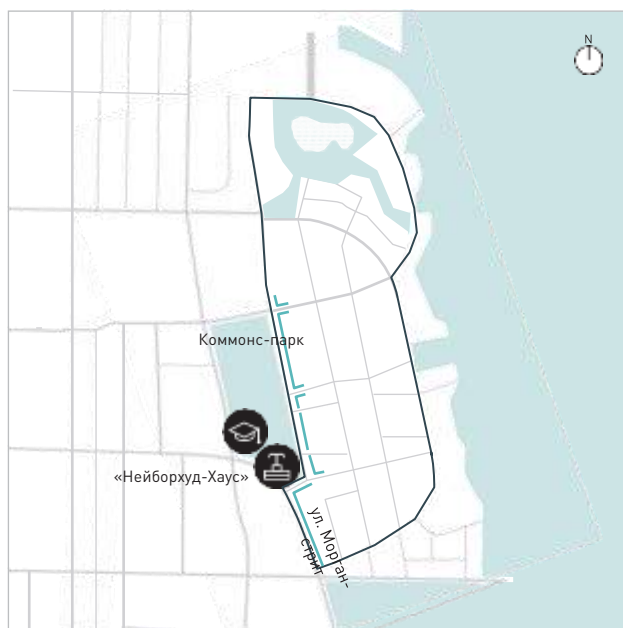 N
Коммонс-парк
«Нейборхуд-Хаус»
ул. Морган-
стрит